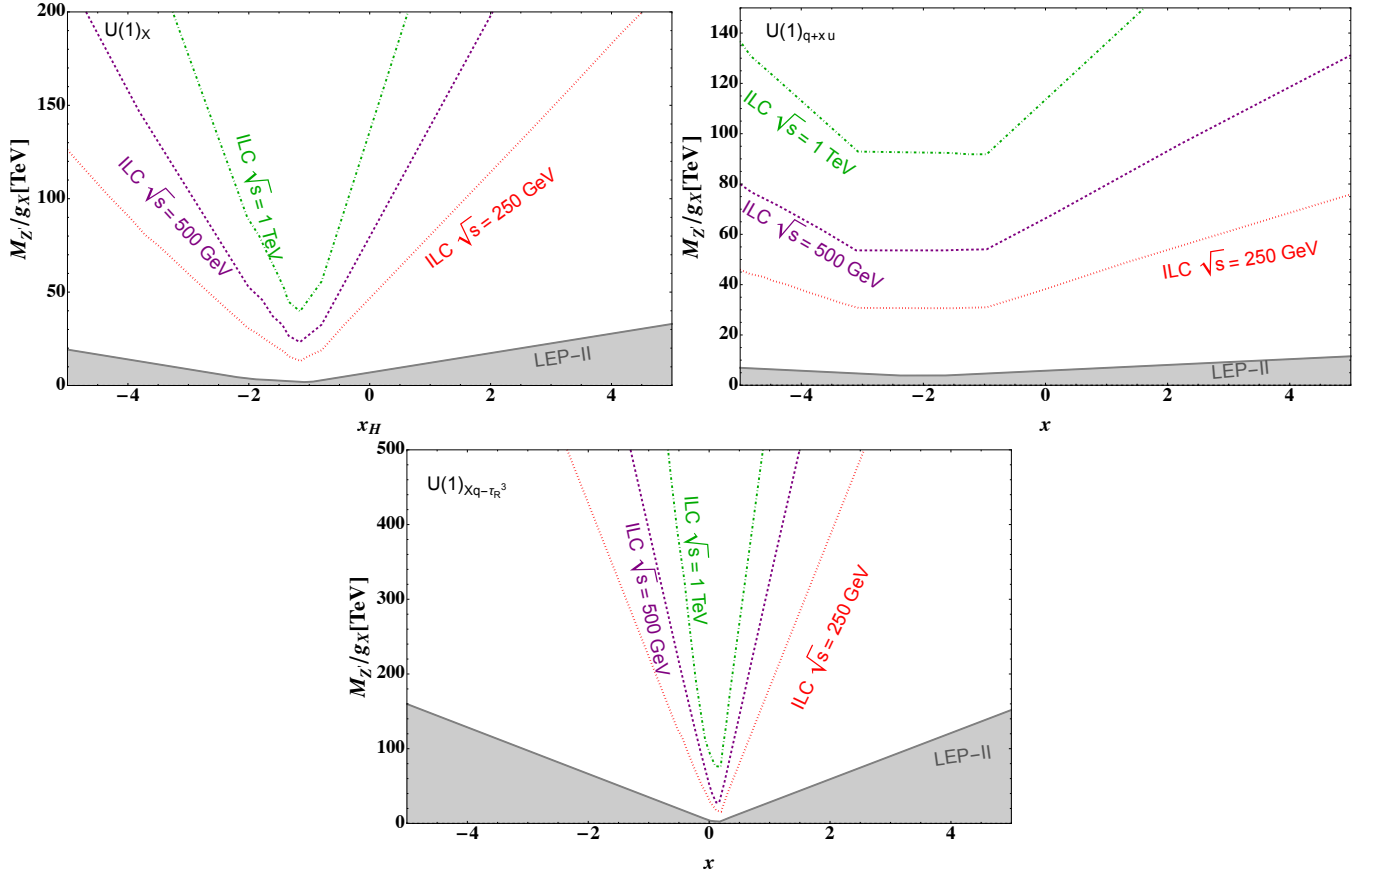 U(1)X
200
150
100
50
0
M_Z'/g_X[TeV]
ILC √s = 500 GeV
ILC √s = 1 TeV
ILC √s = 250 GeV
LEP-II
−4 −2 0 2 4
x_H
U(1)q+xu
140
120
100
80
60
40
20
0
M_Z'/g_X[TeV]
ILC √s = 1 TeV
ILC √s = 500 GeV
ILC √s = 250 GeV
LEP-II
−4 −2 0 2 4
x
U(1)Xq−τ_R^3
500
400
300
200
100
0
M_Z'/g_X[TeV]
ILC √s = 500 GeV
ILC √s = 1 TeV
ILC √s = 250 GeV
LEP-II
−4 −2 0 2 4
x